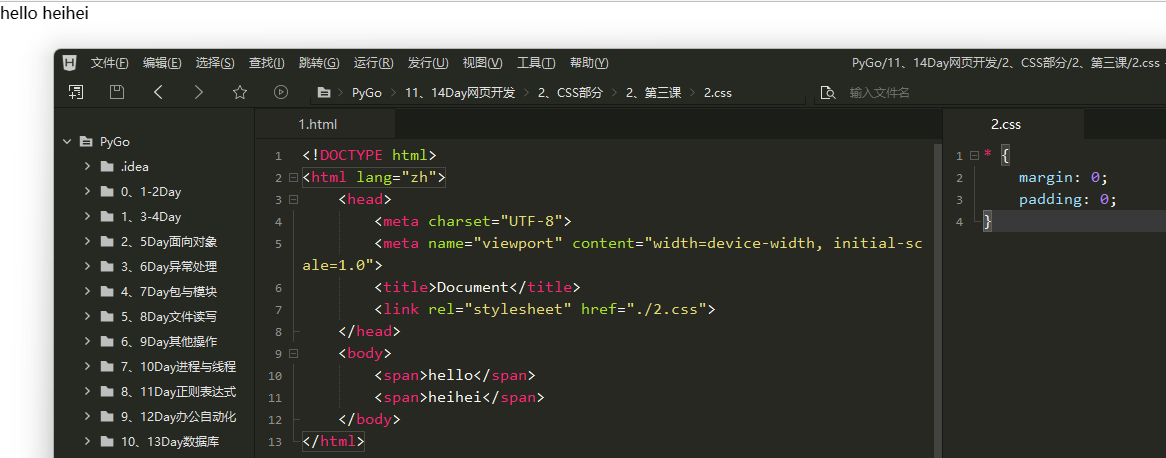 hello heihei
文件(F) 编辑(E) 选择(S) 查找(I) 跳转(G) 运行(R) 发行(U) 视图(V) 工具(T) 帮助(Y) PyGo/11、14Day网页开发/2、CSS部分/2、第三课/2.css -
PyGo 11、14Day网页开发 2、CSS部分 2、第三课 2.css 输入文件名
PyGo
.idea
0、1-2Day
1、3-4Day
2、5Day面向对象
3、6Day异常处理
4、7Day包与模块
5、8Day文件读写
6、9Day其他操作
7、10Day进程与线程
8、11Day正则表达式
9、12Day办公自动化
10、13Day数据库
1.html
1 <!DOCTYPE html>
2 <html lang="zh">
3 <head>
4 <meta charset="UTF-8">
5 <meta name="viewport" content="width=device-width, initial-sc
ale=1.0">
6 <title>Document</title>
7 <link rel="stylesheet" href="./2.css">
8 </head>
9 <body>
10 <span>hello</span>
11 <span>heihei</span>
12 </body>
13 </html>
2.css
1 * {
2 margin: 0;
3 padding: 0;
4 }